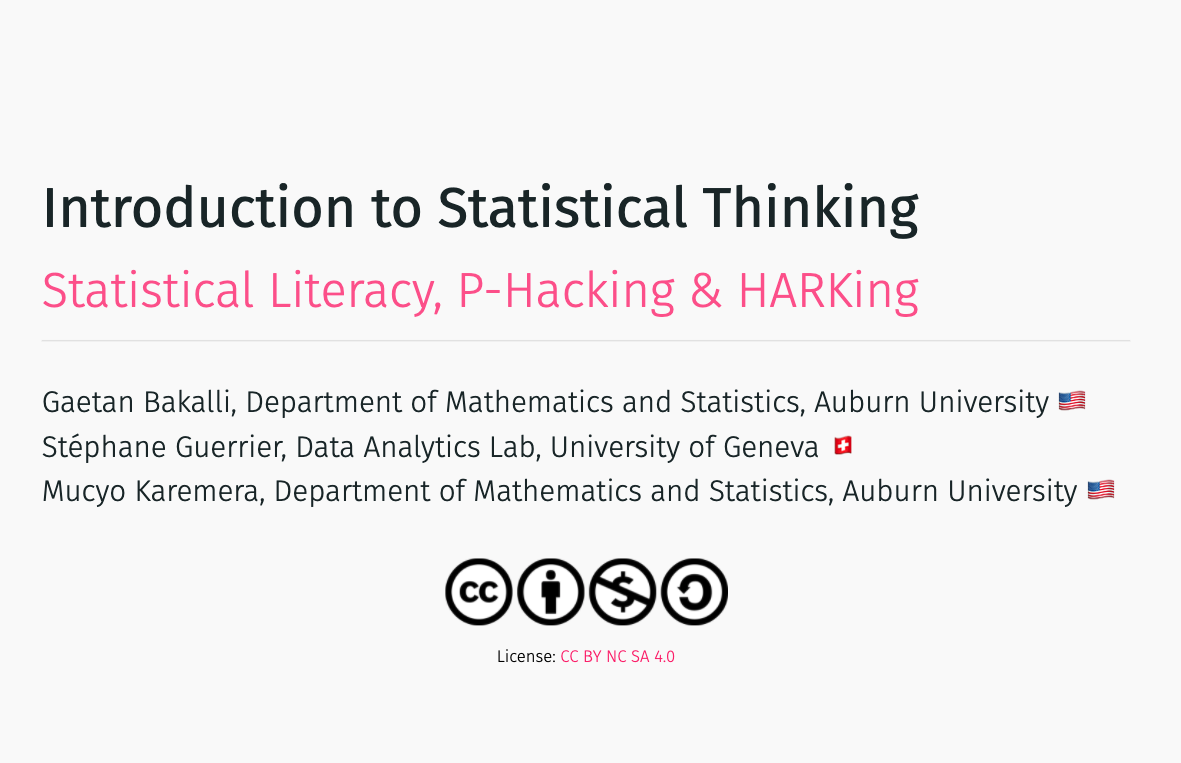 Introduction to Statistical Thinking
Statistical Literacy, P-Hacking & HARKing
Gaetan Bakalli, Department of Mathematics and Statistics, Auburn University 🇺🇸
Stéphane Guerrier, Data Analytics Lab, University of Geneva 🇨🇭
Mucyo Karemera, Department of Mathematics and Statistics, Auburn University 🇺🇸
cc
License: CC BY NC SA 4.0